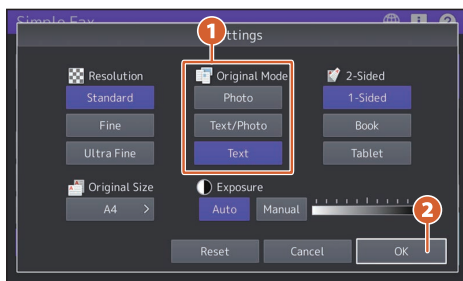 Simple Fax
1
Settings
Resolution
Original Mode
2-Sided
Standard
Photo
1-Sided
Fine
Text/Photo
Book
Ultra Fine
Text
Tablet
Original Size
Exposure
A4 >
Auto
Manual
2
Reset
Cancel
OK